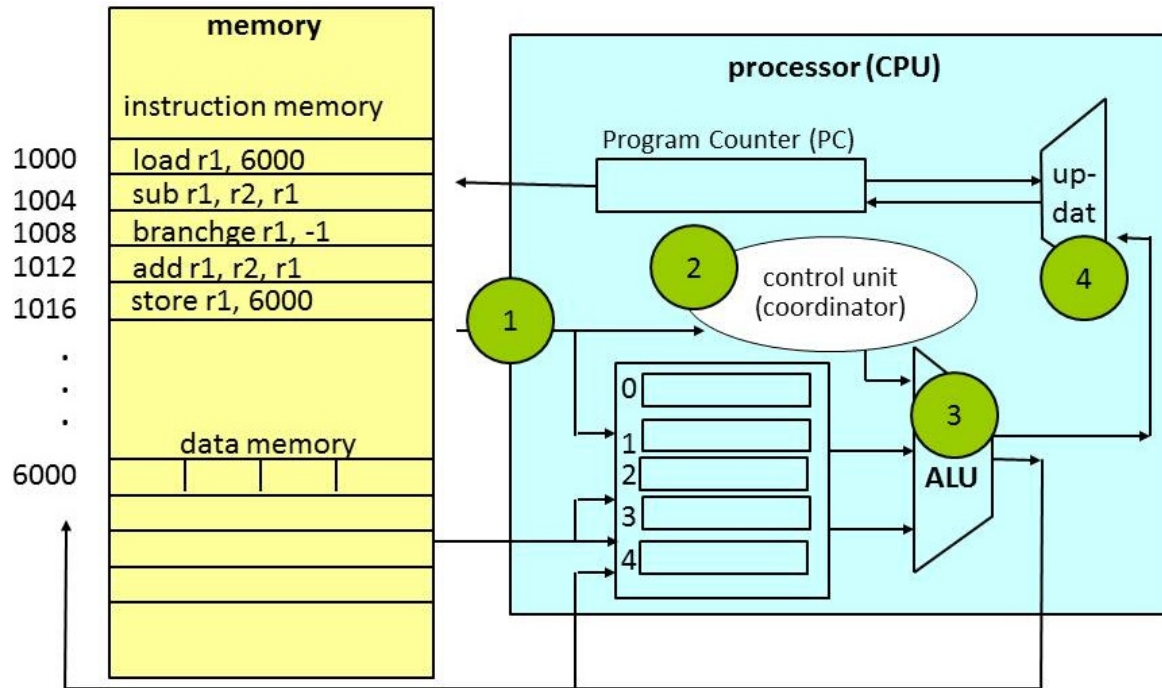 memory
instruction memory
1000
load r1, 6000
1004
sub r1, r2, r1
1008
branchge r1, -1
1012
add r1, r2, r1
1016
store r1, 6000
.
.
.
data memory
6000
processor (CPU)
Program Counter (PC)
up-
dat
4
2
control unit
(coordinator)
1
0
1
2
3
4
3
ALU